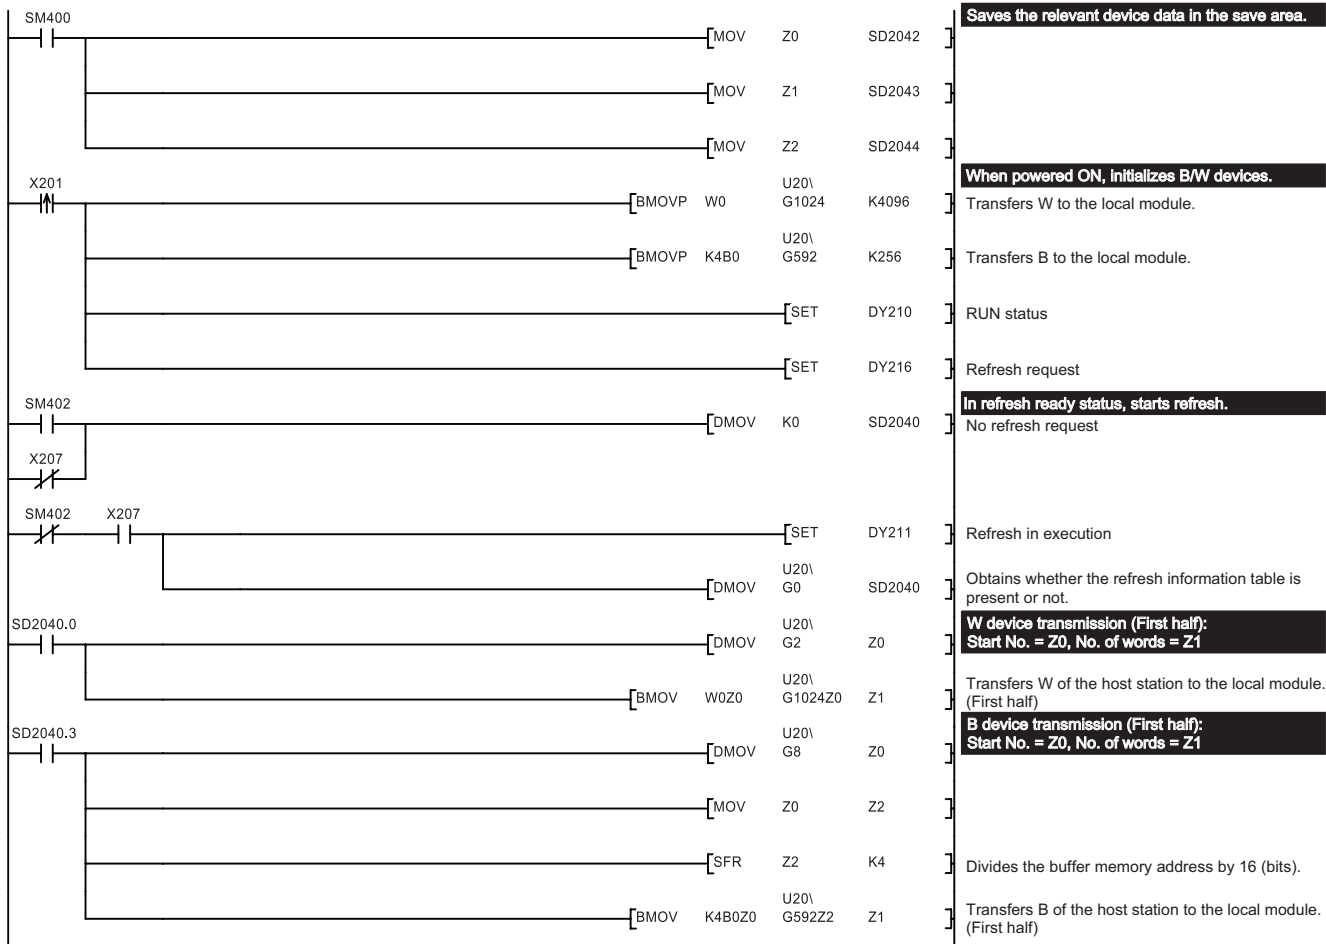 SM400
Saves the relevant device data in the save area.
MOV Z0 SD2042
MOV Z1 SD2043
MOV Z2 SD2044
X201
When powered ON, initializes B/W devices.
U20\
BMOVP W0 G1024 K4096
Transfers W to the local module.
U20\
BMOVP K4B0 G592 K256
Transfers B to the local module.
SET DY210
RUN status
SET DY216
Refresh request
SM402
In refresh ready status, starts refresh.
DMOV K0 SD2040
No refresh request
X207
SM402 X207
SET DY211
Refresh in execution
U20\
DMOV G0 SD2040
Obtains whether the refresh information table is
present or not.
SD2040.0
W device transmission (First half):
Start No. = Z0, No. of words = Z1
U20\
DMOV G2 Z0
U20\
BMOV W0Z0 G1024Z0 Z1
Transfers W of the host station to the local module.
(First half)
SD2040.3
B device transmission (First half):
Start No. = Z0, No. of words = Z1
U20\
DMOV G8 Z0
MOV Z0 Z2
SFR Z2 K4
Divides the buffer memory address by 16 (bits).
U20\
BMOV K4B0Z0 G592Z2 Z1
Transfers B of the host station to the local module.
(First half)